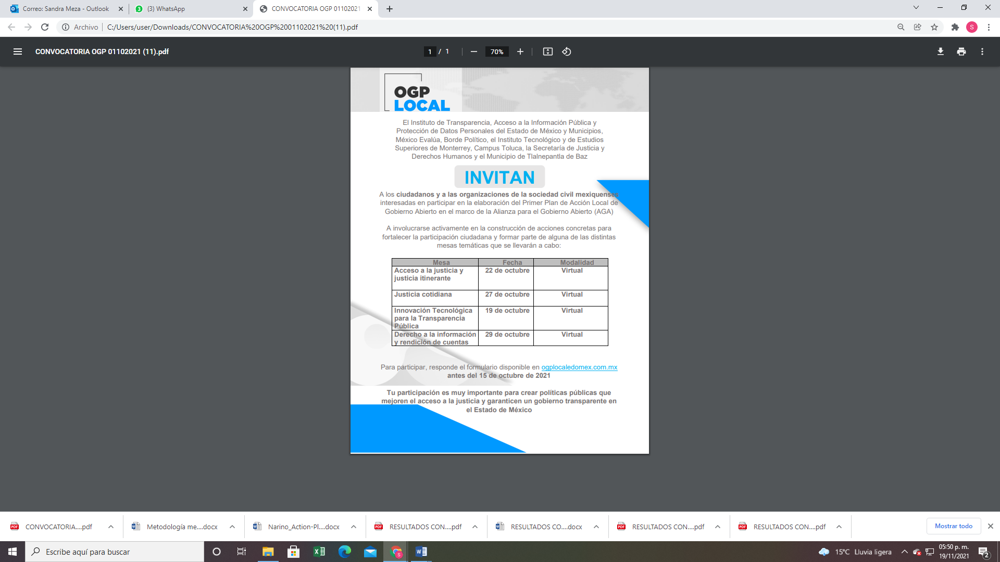 Correo: Sandra Meza - Outlook
(3) WhatsApp
CONVOCATORIA OGP 01102021
Archivo
C:/Users/user/Downloads/CONVOCATORIA%20OGP%2001102021%20(11).pdf
S
CONVOCATORIA OGP 01102021 (11).pdf
1 / 1
70%
OGP
LOCAL
El Instituto de Transparencia, Acceso a la Información Pública y
Protección de Datos Personales del Estado de México y Municipios,
México Evalúa, Borde Político, el Instituto Tecnológico y de Estudios
Superiores de Monterrey, Campus Toluca, la Secretaría de Justicia y
Derechos Humanos y el Municipio de Tlalnepantla de Baz
INVITAN
A los ciudadanos y a las organizaciones de la sociedad civil mexiquenses
interesadas en participar en la elaboración del Primer Plan de Acción Local de
Gobierno Abierto en el marco de la Alianza para el Gobierno Abierto (AGA)
A involucrarse activamente en la construcción de acciones concretas para
fortalecer la participación ciudadana y formar parte de alguna de las distintas
mesas temáticas que se llevarán a cabo:
Mesa Fecha Modalidad
Acceso a la justicia y 22 de octubre Virtual
justicia itinerante
Justicia cotidiana 27 de octubre Virtual
Innovación Tecnológica 19 de octubre Virtual
para la Transparencia
Pública
Derecho a la información 29 de octubre Virtual
y rendición de cuentas
Para participar, responde el formulario disponible en ogplocaledomex.com.mx
antes del 15 de octubre de 2021
Tu participación es muy importante para crear políticas públicas que
mejoren el acceso a la justicia y garanticen un gobierno transparente en
el Estado de México
CONVOCATORIA....pdf
Metodología me....docx
Narino_Action-Pl....docx
RESULTADOS CON....pdf
RESULTADOS CO....docx
RESULTADOS CON....pdf
RESULTADOS CON....pdf
Mostrar todo
Escribe aquí para buscar
15°C Lluvia ligera
05:50 p. m.
19/11/2021
2